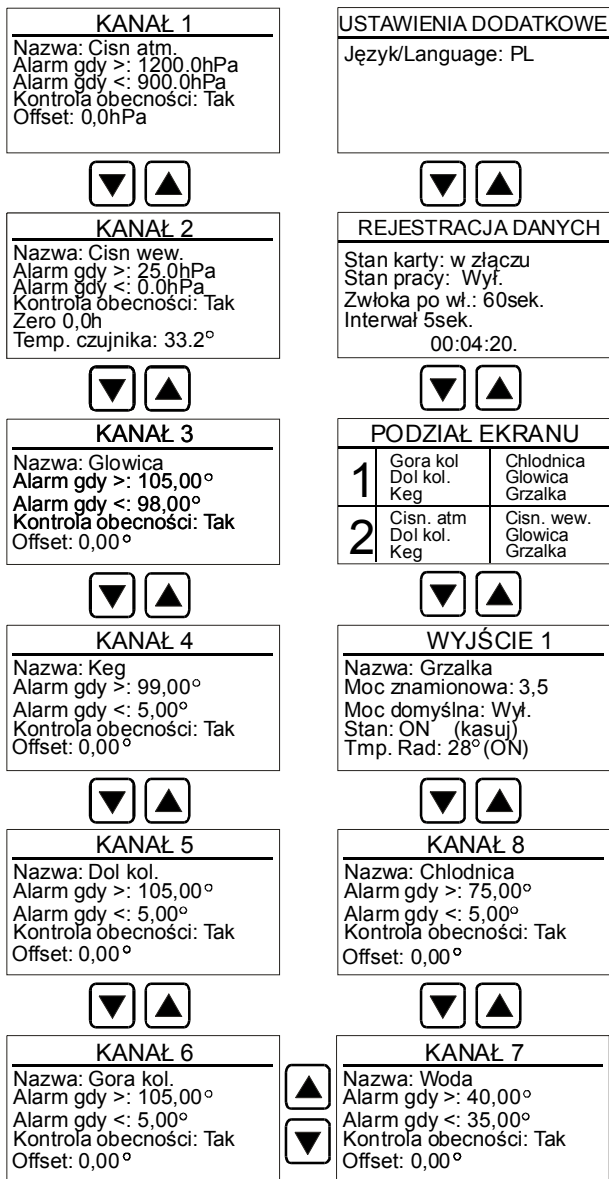 KANAŁ 1
Nazwa: Cisn atm.
Alarm gdy >: 1200.0hPa
Alarm gdy <: 900.0hPa
Kontrola obecności: Tak
Offset: 0,0hPa
KANAŁ 2
Nazwa: Cisn wew.
Alarm gdy >: 25.0hPa
Alarm gdy <: 0.0hPa
Kontrola obecności: Tak
Zero 0,0h
Temp. czujnika: 33.2°
KANAŁ 3
Nazwa: Glowica
Alarm gdy >: 105,00°
Alarm gdy <: 98,00°
Kontrola obecności: Tak
Offset: 0,00°
KANAŁ 4
Nazwa: Keg
Alarm gdy >: 99,00°
Alarm gdy <: 5,00°
Kontrola obecności: Tak
Offset: 0,00°
KANAŁ 5
Nazwa: Dol kol.
Alarm gdy >: 105,00°
Alarm gdy <: 5,00°
Kontrola obecności: Tak
Offset: 0,00°
KANAŁ 6
Nazwa: Gora kol.
Alarm gdy >: 105,00°
Alarm gdy <: 5,00°
Kontrola obecności: Tak
Offset: 0,00°
USTAWIENIA DODATKOWE
Język/Language: PL
REJESTRACJA DANYCH
Stan karty: w złączu
Stan pracy: Wył.
Zwłoka po wł.: 60sek.
Interwał 5sek.
00:04:20.
PODZIAŁ EKRANU
1
Gora kol
Dol kol.
Keg
Chlodnica
Glowica
Grzalka
2
Cisn. atm
Dol kol.
Keg
Cisn. wew.
Glowica
Grzalka
WYJŚCIE 1
Nazwa: Grzalka
Moc znamionowa: 3,5
Moc domyślna: Wył.
Stan: ON (kasuj)
Tmp. Rad: 28° (ON)
KANAŁ 8
Nazwa: Chlodnica
Alarm gdy >: 75,00°
Alarm gdy <: 5,00°
Kontrola obecności: Tak
Offset: 0,00°
KANAŁ 7
Nazwa: Woda
Alarm gdy >: 40,00°
Alarm gdy <: 35,00°
Kontrola obecności: Tak
Offset: 0,00°